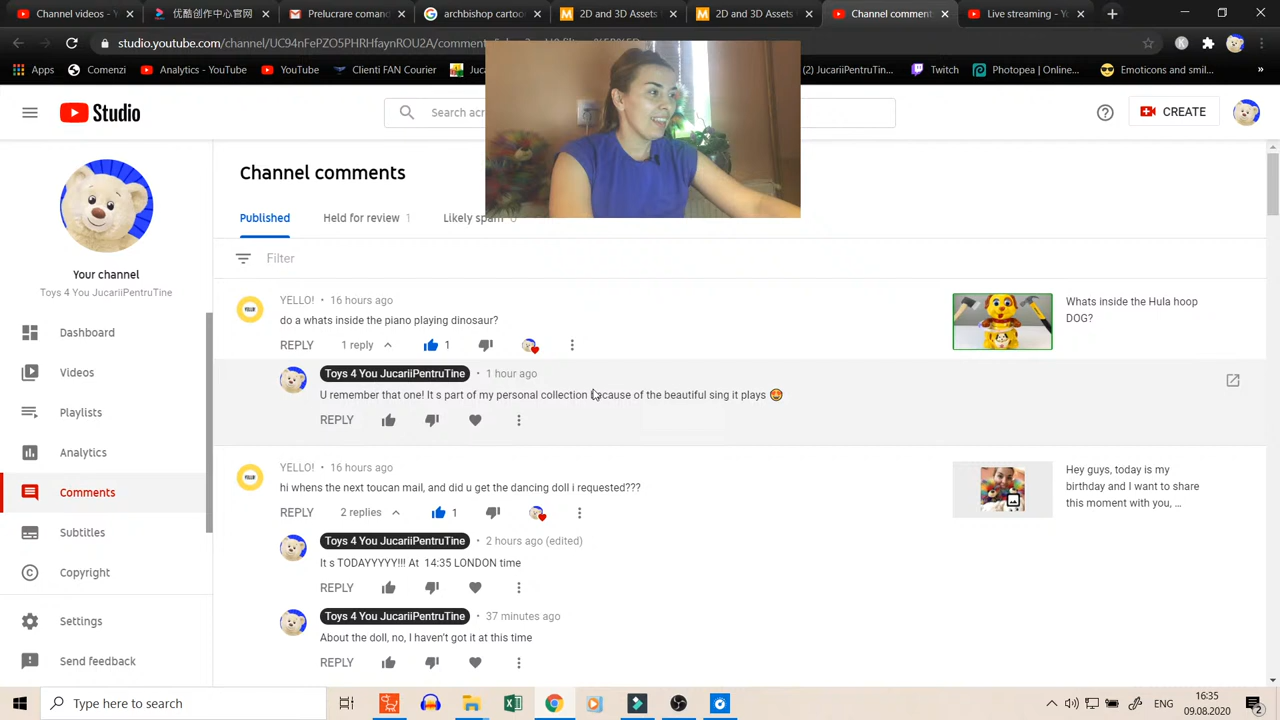 YouTube Studio
优酷创作中心官网
Prelucrare comenzi
archbishop cartoo
2D and 3D Assets
2D and 3D Assets
Channel comment
Live streaming - Yo
Apps
Comenzi
Analytics - YouTube
YouTube
Clienti FAN Courier
(2) JucariiPentruTine...
Twitch
Photopea | Online...
Emoticons and smil...
»
Studio
Search acr
CREATE
Your channel
Toys 4 You JucariiPentruTine
Dashboard
Videos
Playlists
Analytics
Comments
Subtitles
Copyright
Settings
Send feedback
Channel comments
Published
Held for review 1
Likely spam
Filter
YELLO! • 16 hours ago
do a whats inside the piano playing dinosaur?
REPLY 1 reply 1
Whats inside the Hula hoop
DOG?
Toys 4 You JucariiPentruTine • 1 hour ago
U remember that one! It s part of my personal collection because of the beautiful sing it plays 🤩
REPLY
YELLO! • 16 hours ago
hi whens the next toucan mail, and did u get the dancing doll i requested???
REPLY 2 replies 1
Hey guys, today is my
birthday and I want to share
this moment with you, ...
Toys 4 You JucariiPentruTine • 2 hours ago (edited)
It s TODAYYYYY!!! At 14:35 LONDON time
REPLY
Toys 4 You JucariiPentruTine • 37 minutes ago
About the doll, no, I haven't got it at this time
REPLY
Type here to search
ENG
16:35
09.08.2020
2